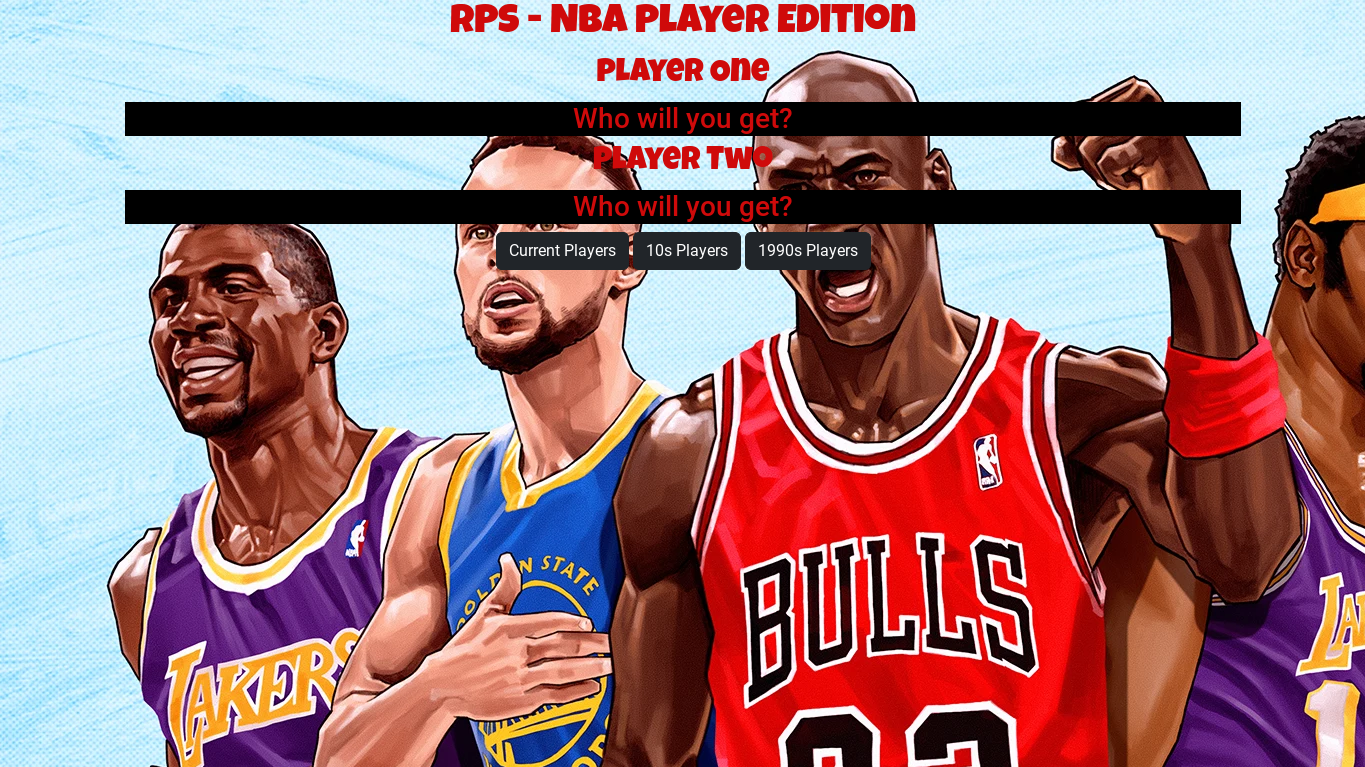 RPS - NBA Player Edition
Player One
Who will you get?
Player Two
Who will you get?
Current Players 10s Players 1990s Players
GOLDEN STATE
BULLS
LAKERS